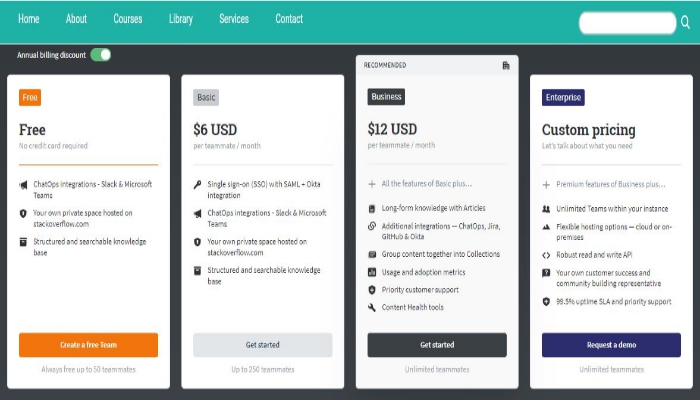 Home About Courses Library Services Contact
Annual billing discount
Free
Free
No credit card required
ChatOps integrations - Slack & Microsoft
Teams
Your own private space hosted on
stackoverflow.com
Structured and searchable knowledge
base
Create a free Team
Always free up to 50 teammates
Basic
$6 USD
per teammate / month
Single sign-on (SSO) with SAML + Okta
integration
ChatOps integrations - Slack & Microsoft
Teams
Your own private space hosted on
stackoverflow.com
Structured and searchable knowledge
base
Get started
Up to 250 teammates
RECOMMENDED
Business
$12 USD
per teammate / month
All the features of Basic plus…
Long-form knowledge with Articles
Additional integrations — ChatOps, Jira,
GitHub & Okta
Group content together into Collections
Usage and adoption metrics
Priority customer support
Content Health tools
Get started
Unlimited teammates
Enterprise
Custom pricing
Let's talk about what you need
Premium features of Business plus…
Unlimited Teams within your instance
Flexible hosting options — cloud or on-
premises
Robust read and write API
Your own customer success and
community building representative
99.5% uptime SLA and priority support
Request a demo
Unlimited teammates